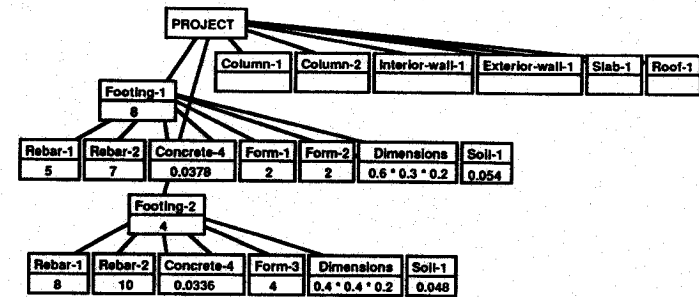 PROJECT
Column-1 Column-2 Interior-wall-1 Exterior-wall-1 Slab-1 Roof-1
Footing-1
8
Rebar-1 Rebar-2 Concrete-4 Form-1 Form-2 Dimensions Soil-1
5 7 0.0378 2 2 0.6 * 0.3 * 0.2 0.054
Footing-2
4
Rebar-1 Rebar-2 Concrete-4 Form-3 Dimensions Soil-1
8 10 0.0336 4 0.4 * 0.4 * 0.2 0.048